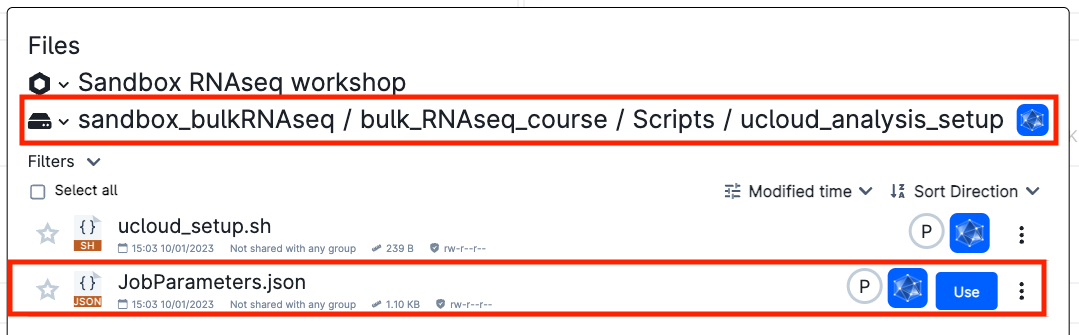 Files
Sandbox RNAseq workshop
sandbox_bulkRNAseq / bulk_RNAseq_course / Scripts / ucloud_analysis_setup
Filters
Select all Modified time Sort Direction
ucloud_setup.sh P
SH 15:03 10/01/2023 Not shared with any group 239 B rw-r--r--
JobParameters.json P Use
JSON 15:03 10/01/2023 Not shared with any group 1.10 KB rw-r--r--